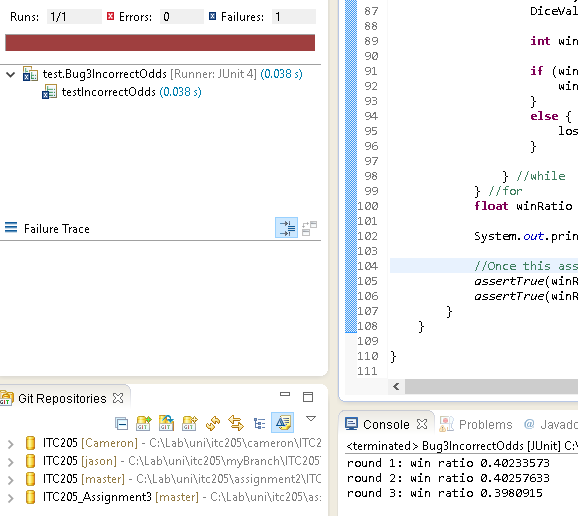 Runs: 1/1 Errors: 0 Failures: 1
test.Bug3IncorrectOdds [Runner: JUnit 4] (0.038 s)
testIncorrectOdds (0.038 s)
Failure Trace
Git Repositories
ITC205 [Cameron] - C:\Lab\uni\itc205\cameron\ITC2
ITC205 [jason] - C:\Lab\uni\itc205\myBranch\ITC205
ITC205 [master] - C:\Lab\uni\itc205\assignment2\ITC
ITC205_Assignment3 [master] - C:\Lab\uni\itc205\as:
87 DiceVal
88
89 int win
90
91 if (win
92 win
93 }
94 else {
95 los
96 }
97
98 } //while
99 } //for
100 float winRatio
101
102 System.out.prin
103
104 //Once this ass
105 assertTrue(winR
106 assertTrue(winR
107 }
108 }
109
110 }
111
Console Problems @ Javado
<terminated> Bug3IncorrectOdds [JUnit] C:\
round 1: win ratio 0.40233573
round 2: win ratio 0.40257633
round 3: win ratio 0.3980915